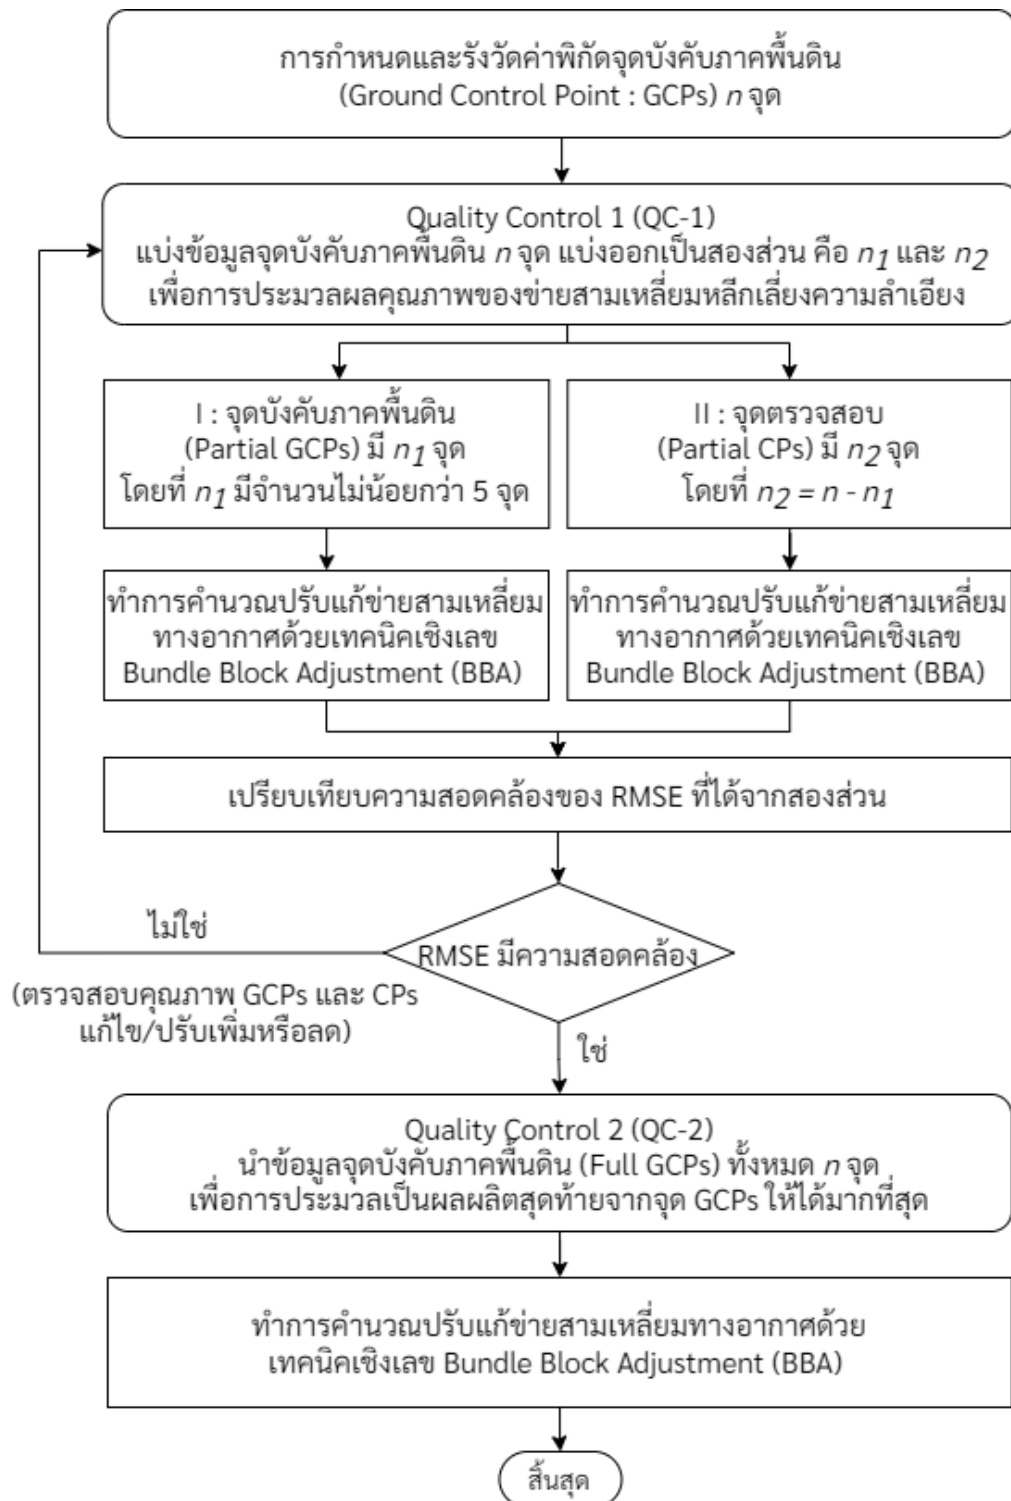 การกำหนดและรังวัดค่าพิกัดจุดบังคับภาคพื้นดิน
(Ground Control Point : GCPs) n จุด
Quality Control 1 (QC-1)
แบ่งข้อมูลจุดบังคับภาคพื้นดิน n จุด แบ่งออกเป็นสองส่วน คือ n1 และ n2
เพื่อการประมวลผลคุณภาพของข่ายสามเหลี่ยมหลีกเลี่ยงความลำเอียง
I : จุดบังคับภาคพื้นดิน
(Partial GCPs) มี n1 จุด
โดยที่ n1 มีจำนวนไม่น้อยกว่า 5 จุด
II : จุดตรวจสอบ
(Partial CPs) มี n2 จุด
โดยที่ n2 = n - n1
ทำการคำนวณปรับแก้ข่ายสามเหลี่ยม
ทางอากาศด้วยเทคนิคเชิงเลข
Bundle Block Adjustment (BBA)
ทำการคำนวณปรับแก้ข่ายสามเหลี่ยม
ทางอากาศด้วยเทคนิคเชิงเลข
Bundle Block Adjustment (BBA)
เปรียบเทียบความสอดคล้องของ RMSE ที่ได้จากสองส่วน
RMSE มีความสอดคล้อง
ไม่ใช่
(ตรวจสอบคุณภาพ GCPs และ CPs
แก้ไข/ปรับเพิ่มหรือลด)
ใช่
Quality Control 2 (QC-2)
นำข้อมูลจุดบังคับภาคพื้นดิน (Full GCPs) ทั้งหมด n จุด
เพื่อการประมวลเป็นผลผลิตสุดท้ายจากจุด GCPs ให้ได้มากที่สุด
ทำการคำนวณปรับแก้ข่ายสามเหลี่ยมทางอากาศด้วย
เทคนิคเชิงเลข Bundle Block Adjustment (BBA)
สิ้นสุด